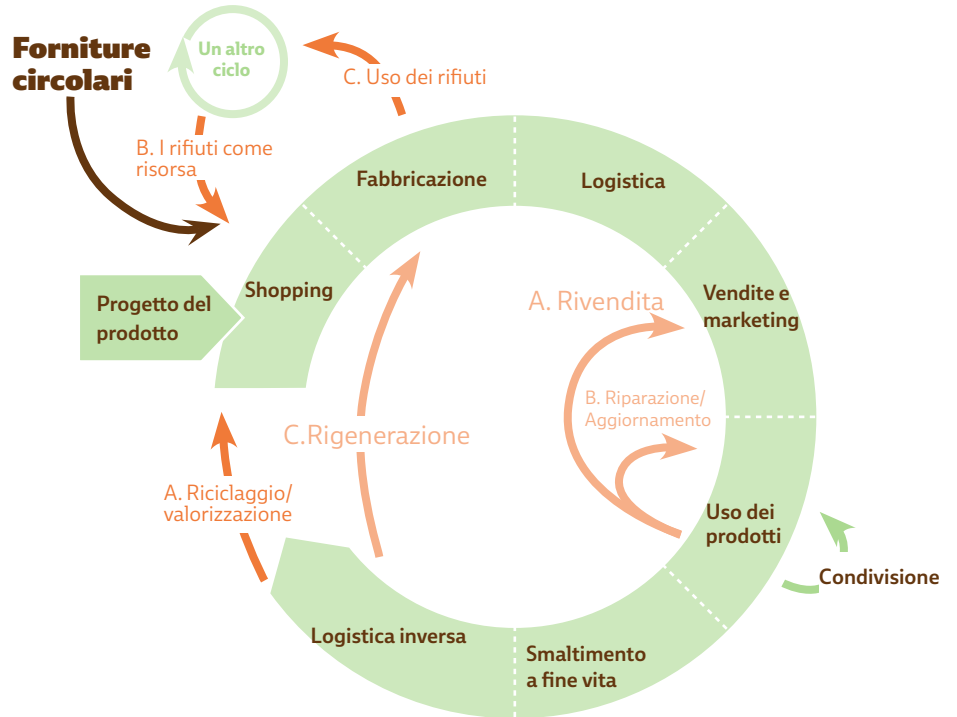 Forniture
circolari
Un altro
ciclo
C. Uso dei rifiuti
B. I rifiuti come
risorsa
Fabbricazione
Logistica
Shopping
Progetto del
prodotto
Vendite e
marketing
A. Rivendita
B. Riparazione/
Aggiornamento
C.Rigenerazione
A. Riciclaggio/
valorizzazione
Uso dei
prodotti
Condivisione
Logistica inversa
Smaltimento
a fine vita